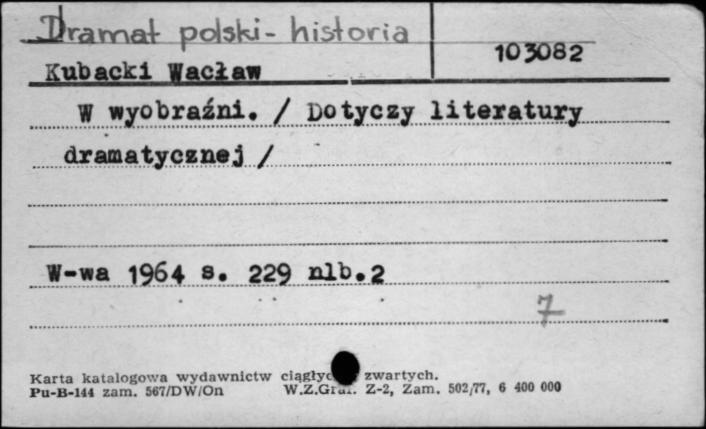 Dramat polski - historia
103082
Kubacki Wacław
W wyobraźni. / Dotyczy literatury
dramatycznej /
W-wa 1964 s. 229 nlb.2
7
Karta katalogowa wydawnictw zwartych.
Pu-B-144 zam. 567/DW/On W.Z.Graf. Z-2, Zam. 502/77, 6 400 000